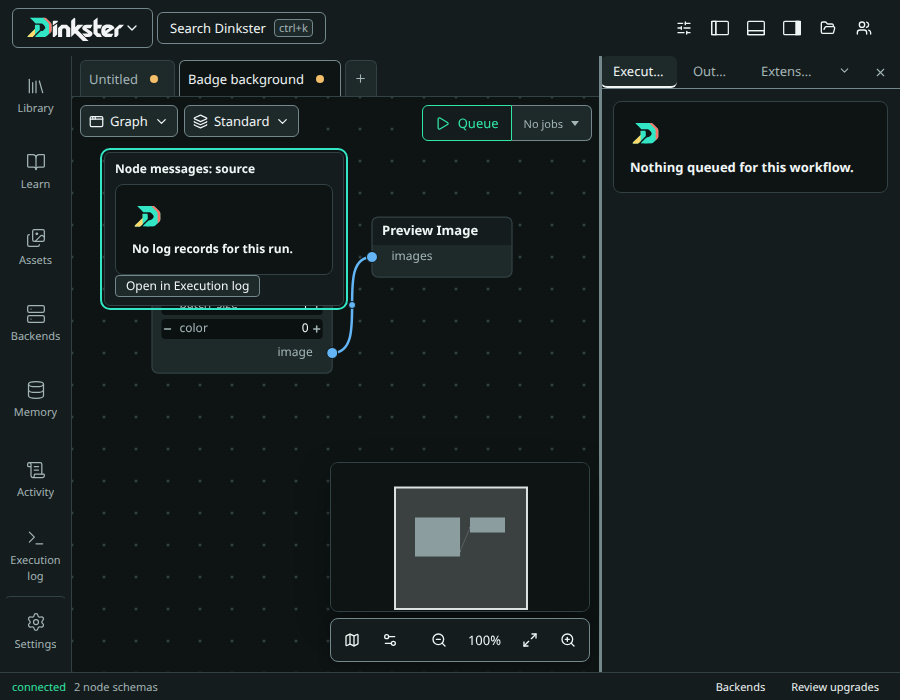 Dinkster
Search Dinkster ctrl+k
Library
Learn
Assets
Backends
Memory
Activity
Execution
log
Settings
Untitled
Badge background
+
Graph
Standard
Queue
No jobs
Node messages: source
No log records for this run.
Open in Execution log
color 0 +
image
Preview Image
images
100%
Execut...
Out...
Extens...
Nothing queued for this workflow.
connected 2 node schemas
Backends
Review upgrades